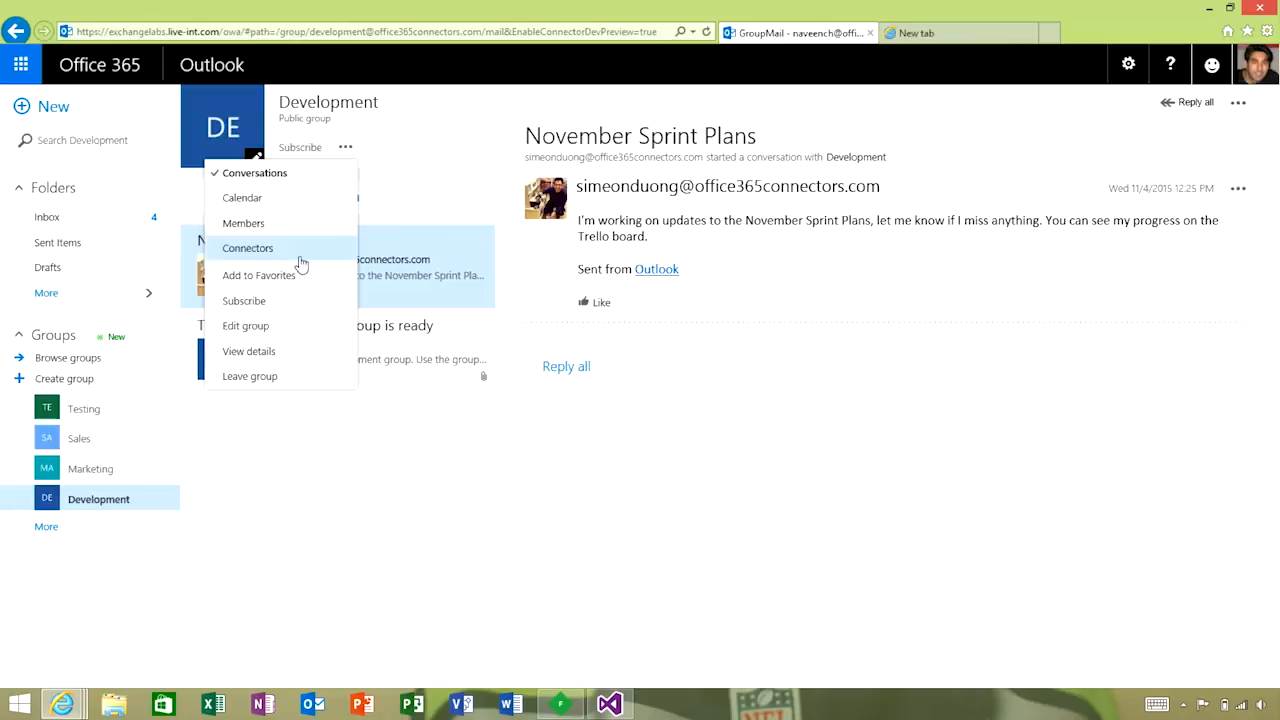 https://exchangelabs.live-int.com/owa/#path=/group/development@office365connectors.com/mail&EnableConnectorDevPreview=true
GroupMail - naveench@offi...
New tab
Office 365
Outlook
New
Search Development
Folders
Inbox 4
Sent Items
Drafts
More
Groups New
Browse groups
Create group
TE Testing
SA Sales
MA Marketing
DE Development
More
DE
Development
Public group
Subscribe
Conversations
Calendar
Members
Connectors
Add to Favorites
Subscribe
Edit group
View details
Leave group
N
5connectors.com
to the November Sprint Pla...
T
oup is ready
ment group. Use the group...
Reply all
November Sprint Plans
simeonduong@office365connectors.com started a conversation with Development
simeonduong@office365connectors.com
Wed 11/4/2015 12:25 PM
I'm working on updates to the November Sprint Plans, let me know if I miss anything. You can see my progress on the
Trello board.
Sent from Outlook
Like
Reply all
NFL